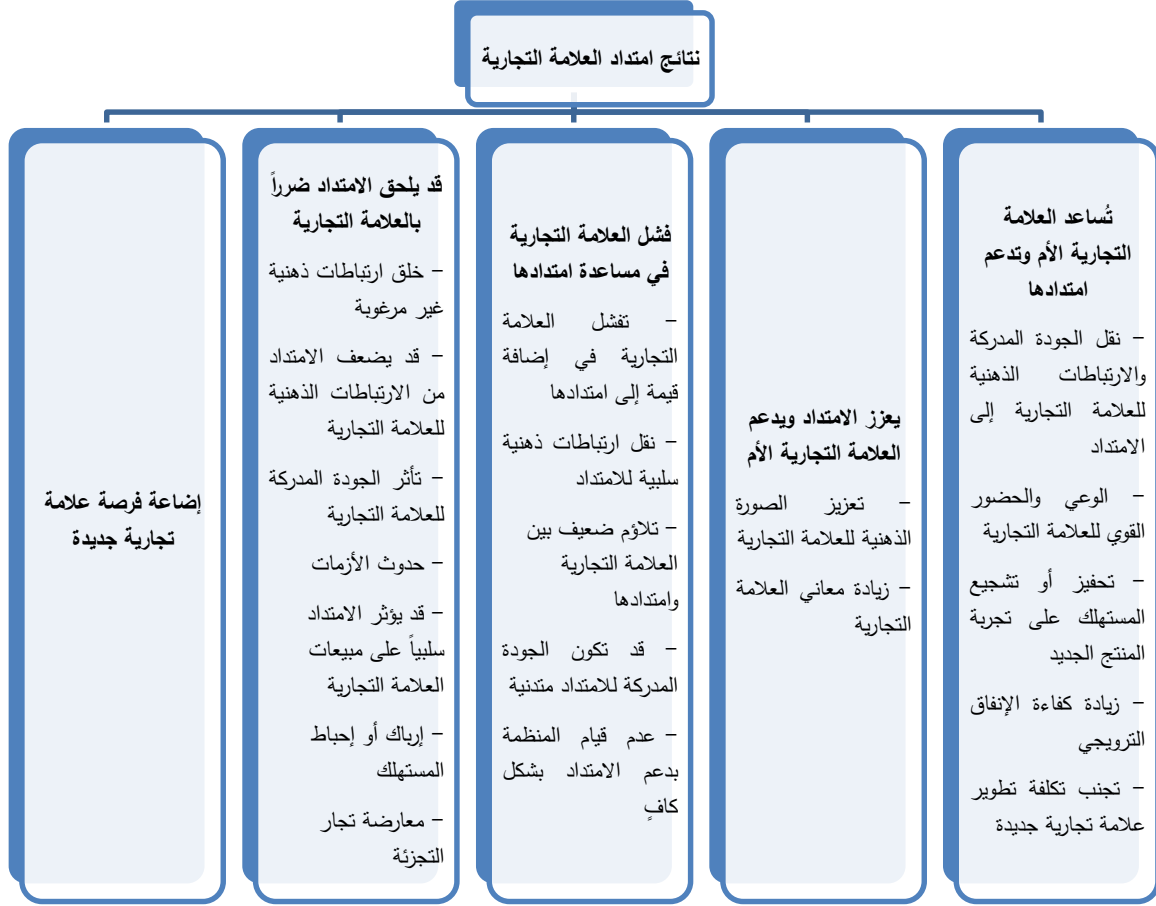 نتائج امتداد العلامة التجارية
تُساعد العلامة
التجارية الأم وتدعم
امتدادها
– نقل الجودة المدركة
والارتباطات الذهنية
للعلامة التجارية إلى
الامتداد
– الوعي والحضور
القوي للعلامة التجارية
– تحفيز أو تشجيع
المستهلك على تجربة
المنتج الجديد
– زيادة كفاءة الإنفاق
الترويجي
– تجنب تكلفة تطوير
علامة تجارية جديدة
يعزز الامتداد ويدعم
العلامة التجارية الأم
– تعزيز الصورة
الذهنية للعلامة التجارية
– زيادة معاني العلامة
التجارية
فشل العلامة التجارية
في مساعدة امتدادها
– تفشل العلامة
التجارية في إضافة
قيمة إلى امتدادها
– نقل ارتباطات ذهنية
سلبية للامتداد
– تلاؤم ضعيف بين
العلامة التجارية
وامتدادها
– قد تكون الجودة
المدركة للامتداد متدنية
– عدم قيام المنظمة
بدعم الامتداد بشكل
كافٍ
قد يلحق الامتداد ضرراً
بالعلامة التجارية
– خلق ارتباطات ذهنية
غير مرغوبة
– قد يضعف الامتداد
من الارتباطات الذهنية
للعلامة التجارية
– تأثر الجودة المدركة
للعلامة التجارية
– حدوث الأزمات
– قد يؤثر الامتداد
سلبياً على مبيعات
العلامة التجارية
– إرباك أو إحباط
المستهلك
– معارضة تجار
التجزئة
إضاعة فرصة علامة
تجارية جديدة